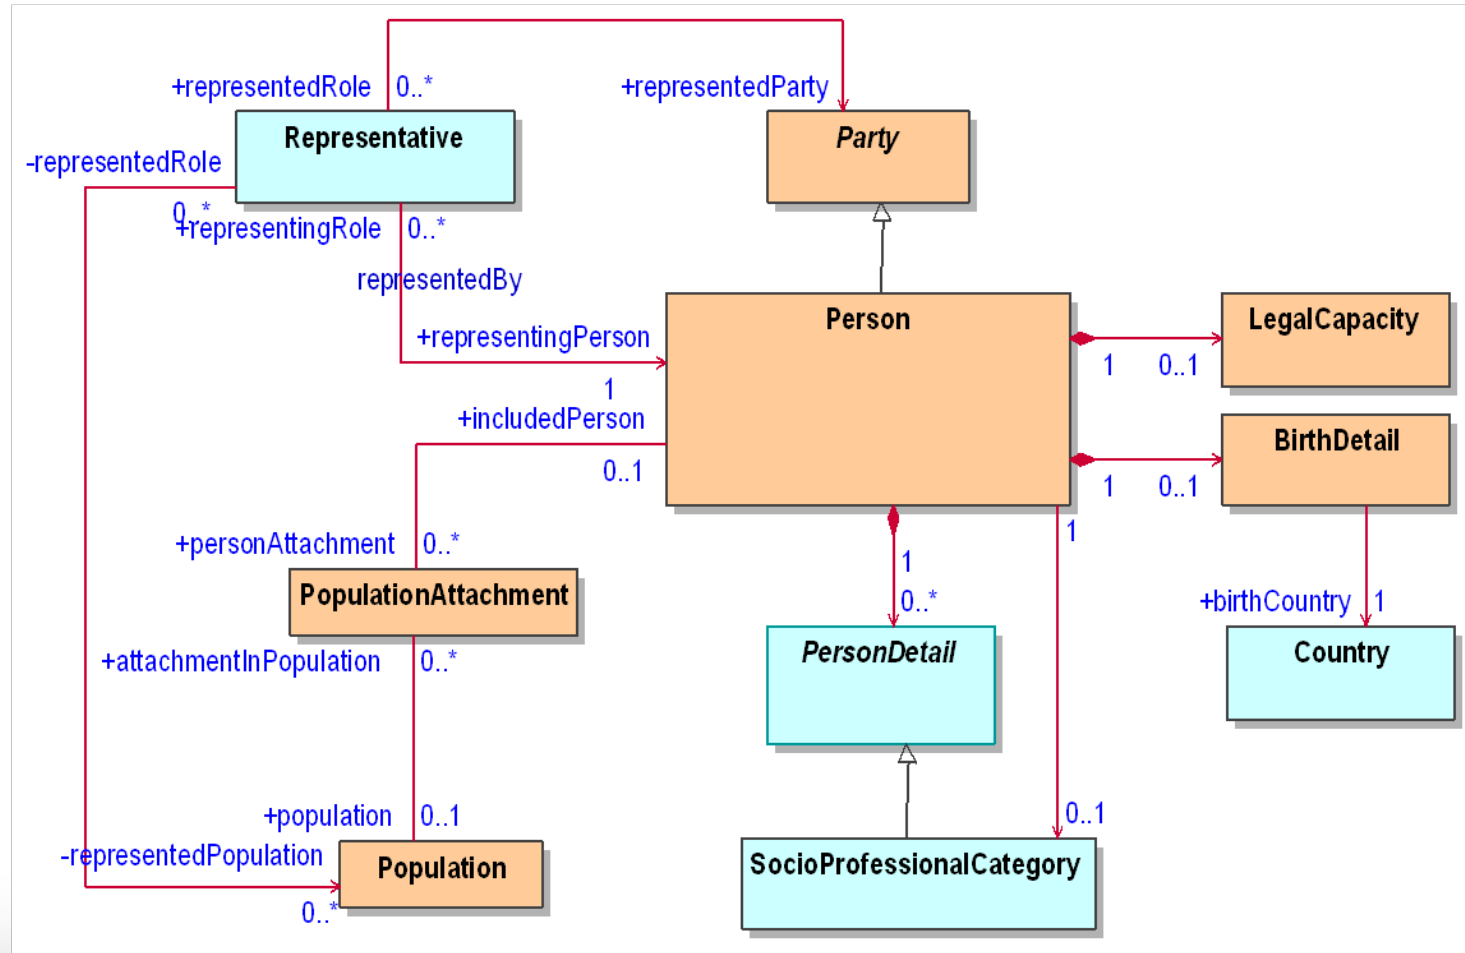 +representedRole 0..* +representedParty
Representative
Party
-representedRole
0..*
+representingRole 0..*
representedBy
Person
LegalCapacity
+representingPerson
1
1 0..1
+includedPerson
0..1
BirthDetail
1 0..1
1
+personAttachment 0..*
1
0..*
+birthCountry 1
PopulationAttachment
PersonDetail
Country
+attachmentInPopulation 0..*
+population 0..1
0..1
-representedPopulation
Population
SocioProfessionalCategory
0..*